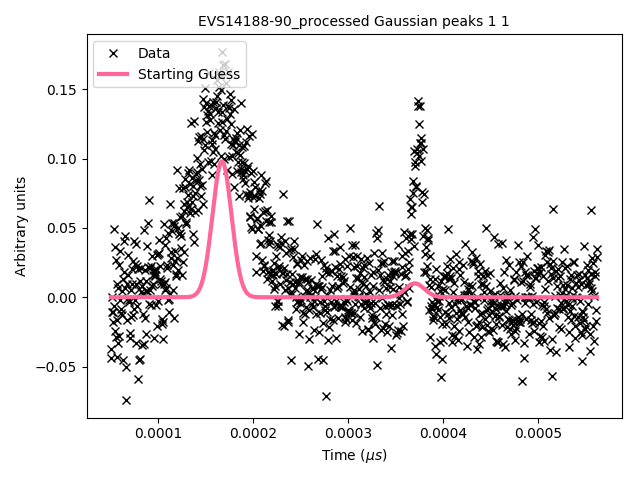 EVS14188-90_processed Gaussian peaks 1 1
Data
Starting Guess
Arbitrary units
0.15
0.10
0.05
0.00
−0.05
0.0001 0.0002 0.0003 0.0004 0.0005
Time (μs)